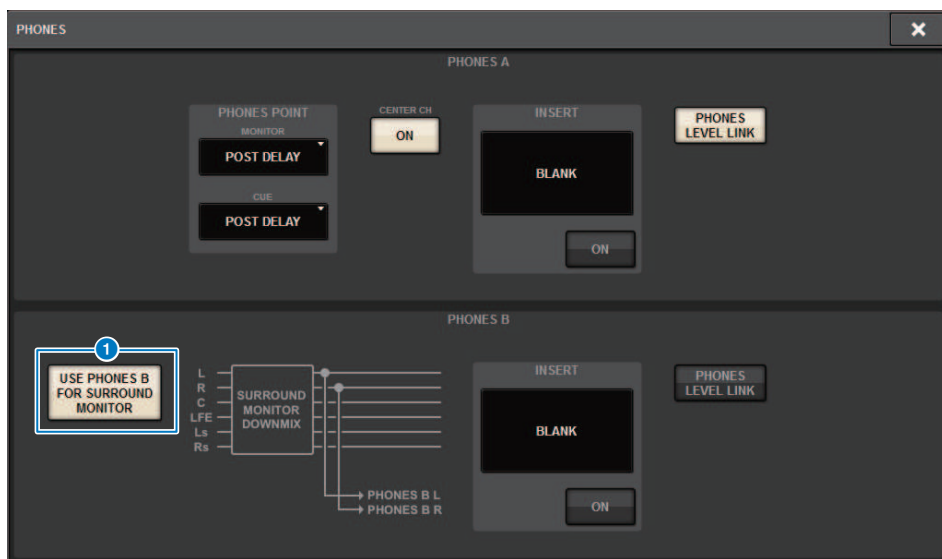 PHONES
PHONES A
PHONES POINT
MONITOR
POST DELAY
CUE
POST DELAY
CENTER CH
ON
INSERT
BLANK
ON
PHONES
LEVEL LINK
PHONES B
1
USE PHONES B
FOR SURROUND
MONITOR
L
R
C
LFE
Ls
Rs
SURROUND
MONITOR
DOWNMIX
PHONES B L
PHONES B R
INSERT
BLANK
ON
PHONES
LEVEL LINK